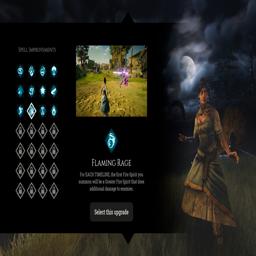 Spell Improvements
Flaming Rage
For EACH TIMELINE, the first Fire Spirit you
summon will be a Greater Fire Spirit that does
additional damage to enemies.
Select this upgrade